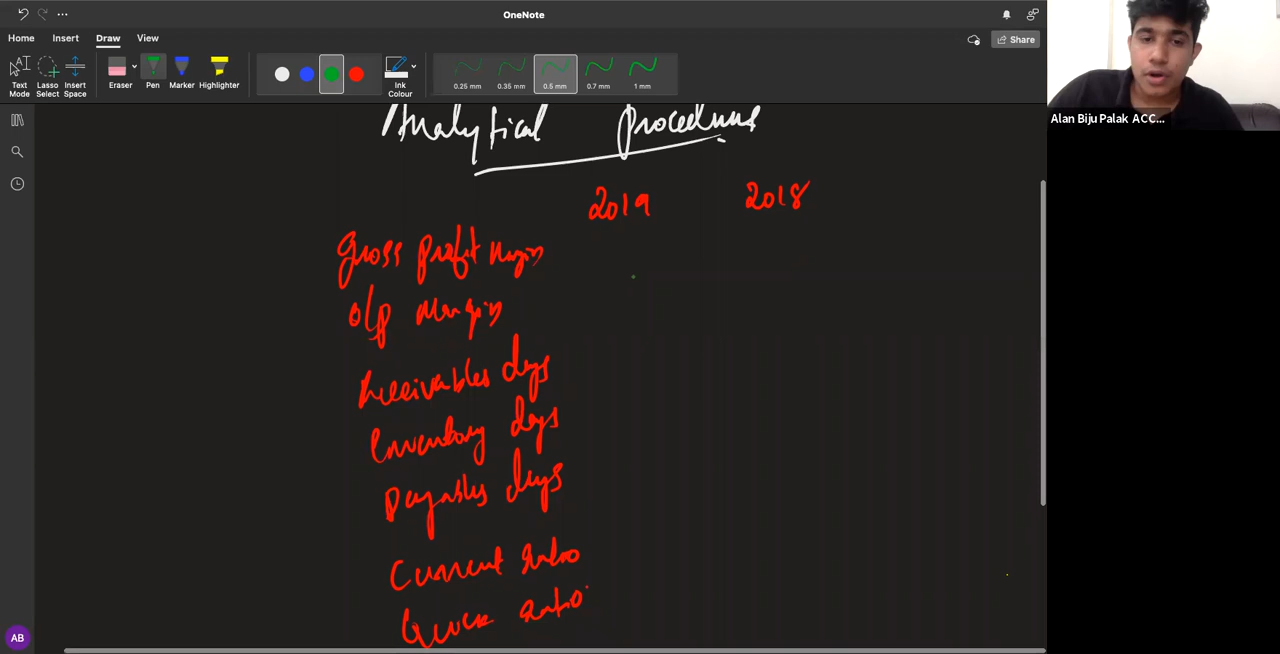 OneNote
Home Insert Draw View
Share
Text Mode
Lasso Select
Insert Space
Eraser
Pen
Marker
Highlighter
Ink Colour
0.25 mm
0.35 mm
0.5 mm
0.7 mm
1 mm
Alan Biju Palak ACC...
Analytical procedures
2019 2018
Gross profit Margin
O/p Margin
Receivables days
Inventory days
Payables days
Current ratio
Quick ratio
AB